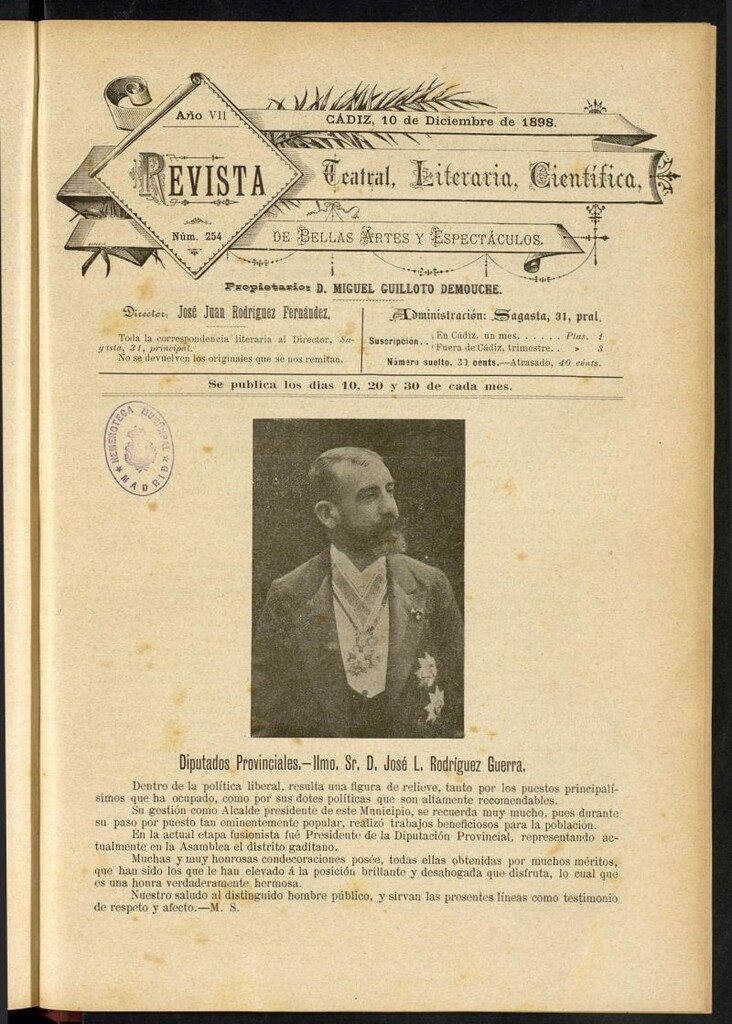 Año VII
CÁDIZ, 10 de Diciembre de 1898.
REVISTA Teatral, Literaria, Científica,
Núm. 254
DE BELLAS ARTES Y ESPECTÁCULOS.
Propietario: D. MIGUEL GUILLOTO DEMOUCHE.
Director: José Juan Rodríguez Fernández,
Toda la correspondencia literaria al Director, Sa-
gasta, 31, principal.
No se devuelven los originales que se nos remitan.
Administración: Sagasta, 31, pral.
Suscripción. . En Cádiz. un mes. . . . . . Ptas. 1
Fuera de Cádiz, trimestre. . » 3
Número suelto, 30 cents.—Atrasado, 40 cents.
Se publica los dias 10, 20 y 30 de cada mes.
HEMEROTECA MUNICIPAL
MADRID
Diputados Provinciales.—Ilmo. Sr. D. José L. Rodríguez Guerra.
Dentro de la política liberal, resulta una figura de relieve, tanto por los puestos principalí-
simos que ha ocupado, como por sus dotes políticas que son altamente recomendables.
Su gestión como Alcalde presidente de este Municipio, se recuerda muy mucho, pues durante
su paso por puesto tan eminentemente popular, realizó trabajos beneficiosos para la población.
En la actual etapa fusionista fué Presidente de la Diputación Provincial, representando ac-
tualmente en la Asamblea el distrito gaditano.
Muchas y muy honrosas condecoraciones posée, todas ellas obtenidas por muchos méritos,
que han sido los que le han elevado á la posición brillante y desahogada que disfruta, lo cual que
es una honra verdaderamente hermosa.
Nuestro saludo al distinguido hombre público, y sirvan las presentes líneas como testimonio
de respeto y afecto.—M. S.